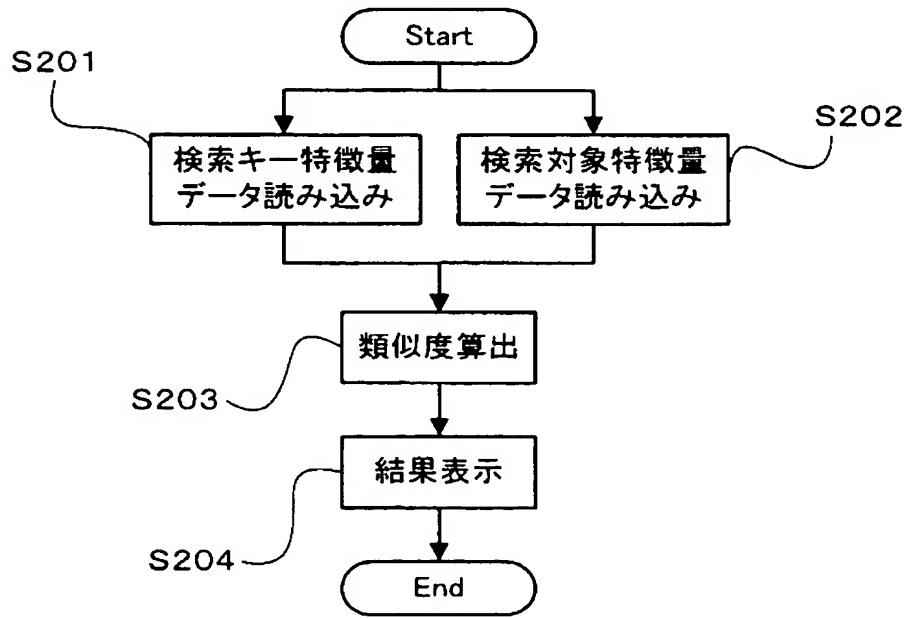 Start
S201
S202
検索キー特徴量
データ読み込み
検索対象特徴量
データ読み込み
類似度算出
S203
結果表示
S204
End